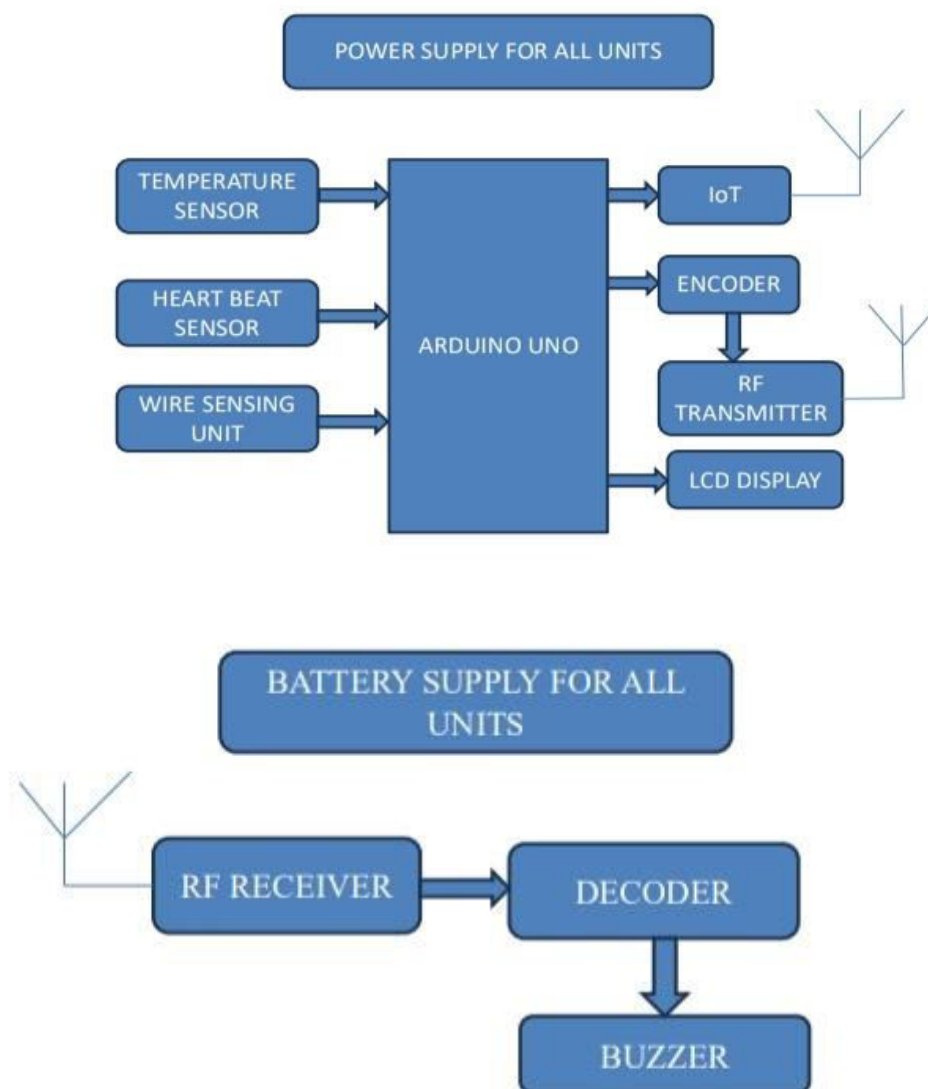 POWER SUPPLY FOR ALL UNITS
TEMPERATURE
SENSOR
HEART BEAT
SENSOR
WIRE SENSING
UNIT
ARDUINO UNO
IoT
ENCODER
RF
TRANSMITTER
LCD DISPLAY
BATTERY SUPPLY FOR ALL
UNITS
RF RECEIVER
DECODER
BUZZER